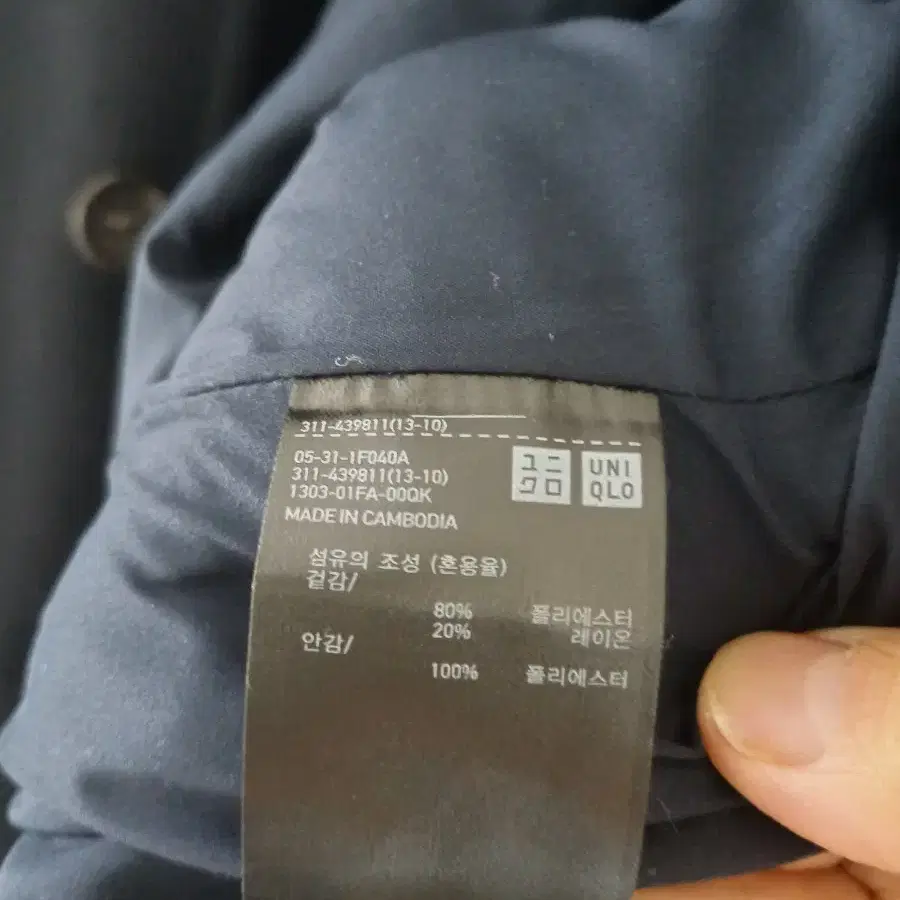 311-439811(13-10)
05-31-1F040A
311-439811(13-10)
1303-01FA-00QK
MADE IN CAMBODIA
ユニ
クロ
UNI
QLO
섬유의 조성 (혼용율)
겉감/
80% 폴리에스터
20% 레이온
안감/
100% 폴리에스터